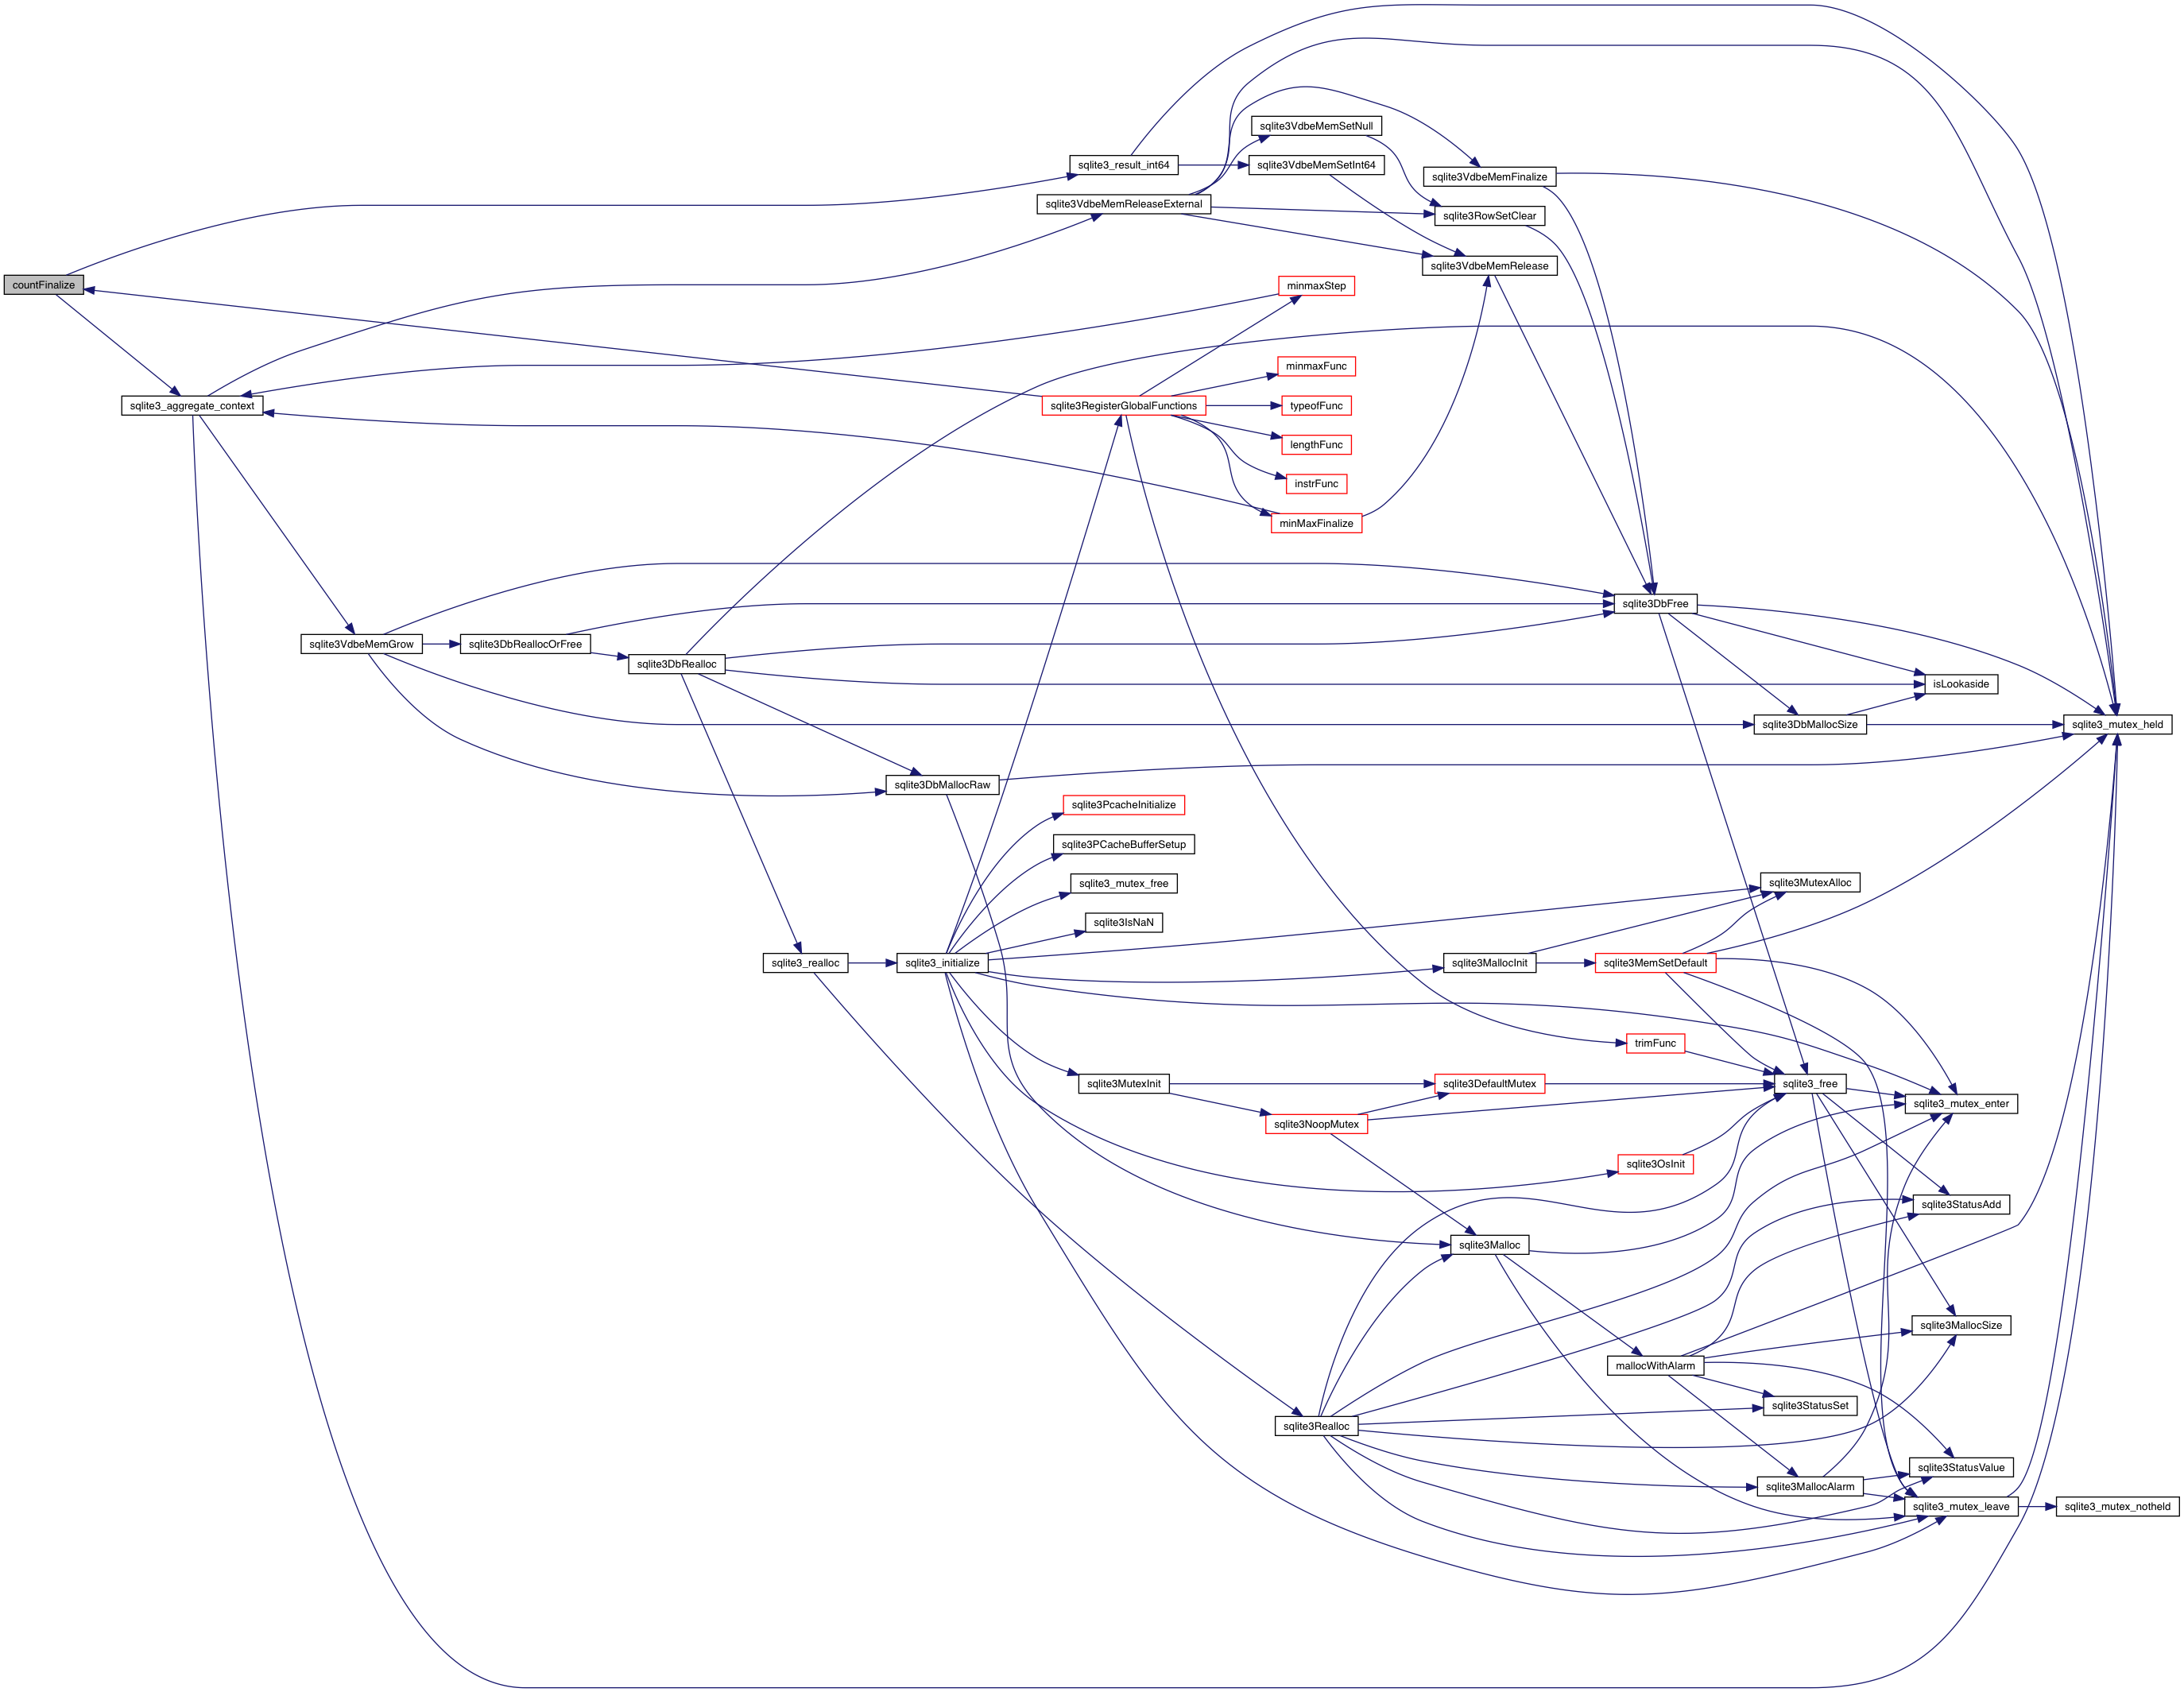 countFinalize
sqlite3_aggregate_context
sqlite3VdbeMemGrow
sqlite3DbReallocOrFree
sqlite3DbRealloc
sqlite3_realloc
sqlite3DbMallocRaw
sqlite3_initialize
sqlite3_result_int64
sqlite3VdbeMemReleaseExternal
sqlite3RegisterGlobalFunctions
sqlite3PcacheInitialize
sqlite3PCacheBufferSetup
sqlite3_mutex_free
sqlite3IsNaN
sqlite3MutexInit
sqlite3VdbeMemSetNull
sqlite3VdbeMemSetInt64
minmaxStep
minmaxFunc
typeofFunc
lengthFunc
instrFunc
minMaxFinalize
sqlite3NoopMutex
sqlite3Realloc
sqlite3VdbeMemFinalize
sqlite3RowSetClear
sqlite3VdbeMemRelease
sqlite3MallocInit
sqlite3DefaultMutex
sqlite3Malloc
sqlite3DbFree
sqlite3MemSetDefault
trimFunc
sqlite3OsInit
mallocWithAlarm
sqlite3DbMallocSize
sqlite3MutexAlloc
sqlite3_free
sqlite3StatusSet
sqlite3MallocAlarm
isLookaside
sqlite3_mutex_enter
sqlite3StatusAdd
sqlite3MallocSize
sqlite3StatusValue
sqlite3_mutex_leave
sqlite3_mutex_held
sqlite3_mutex_notheld